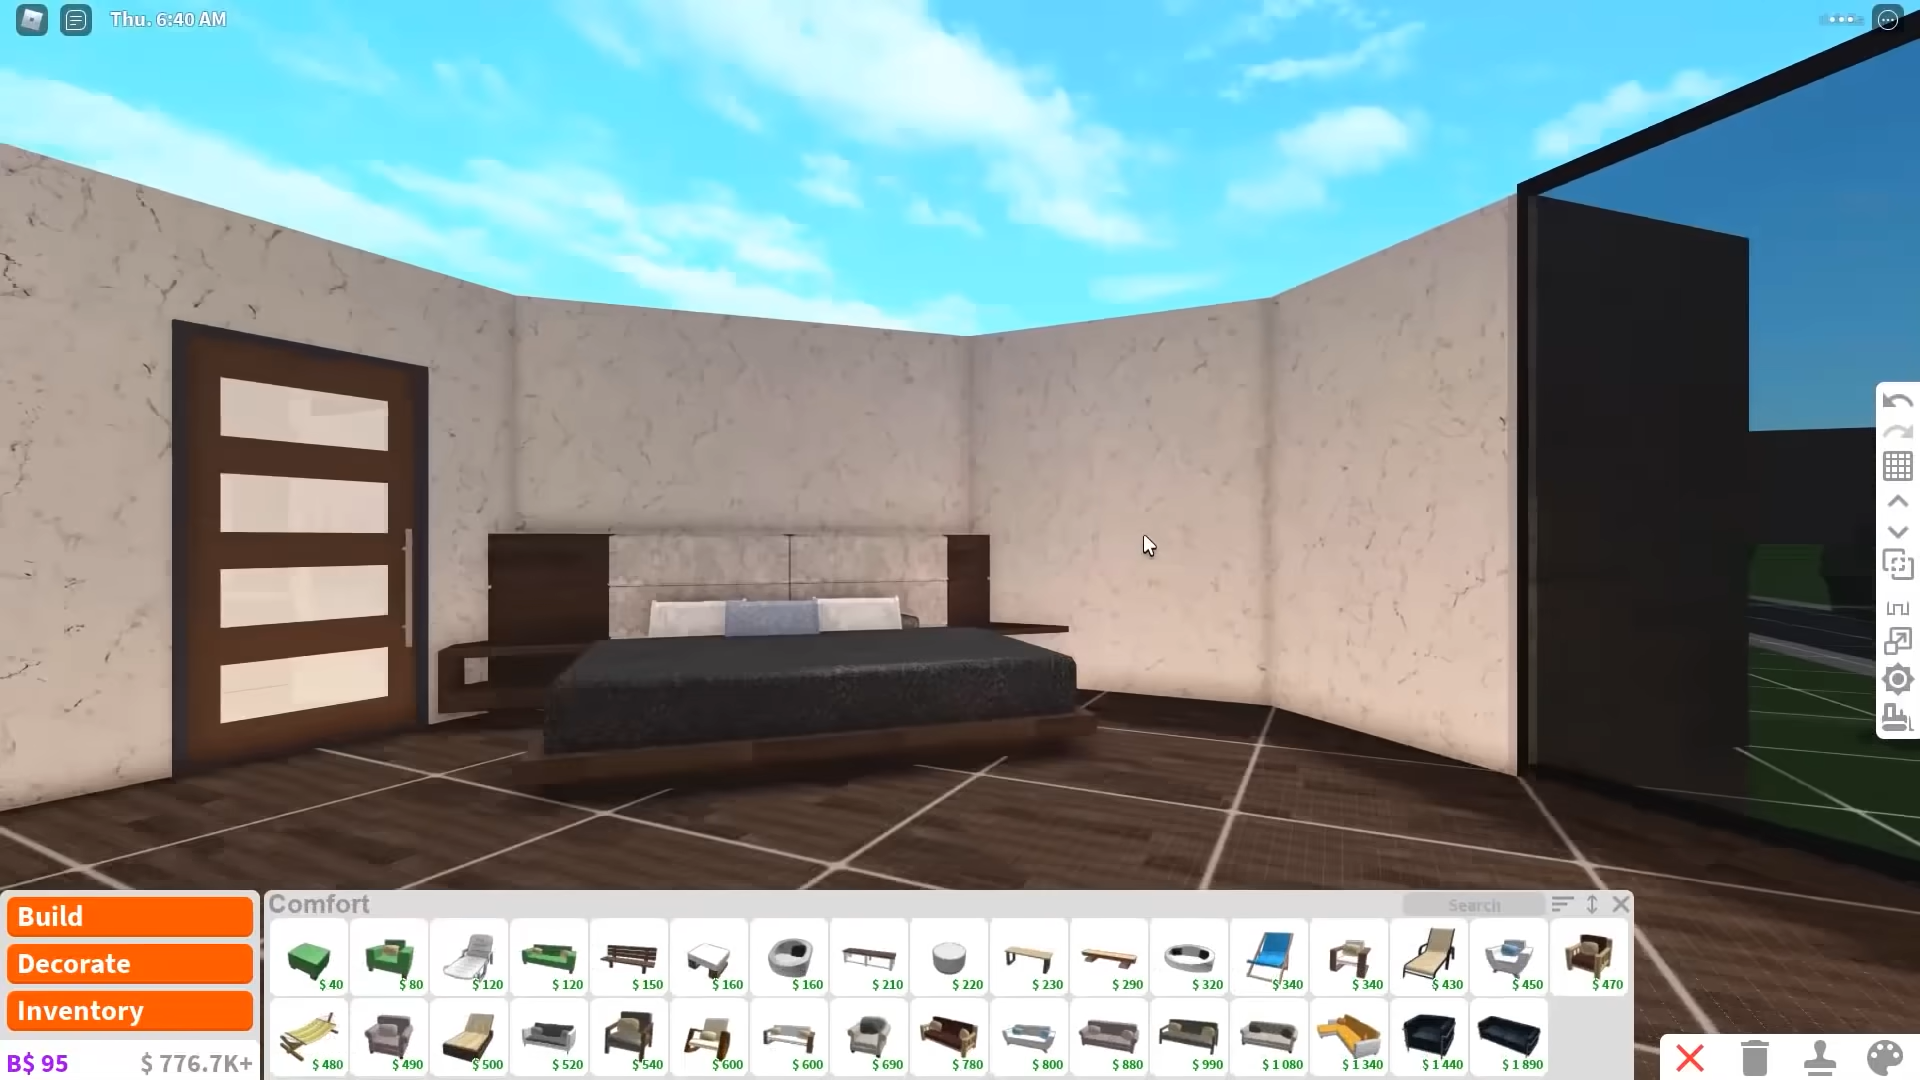 Thu. 6:40 AM
Build
Decorate
Inventory
B$ 95
$ 776.7K+
Comfort
Search
$ 40
$ 80
$ 120
$ 120
$ 150
$ 160
$ 160
$ 210
$ 220
$ 230
$ 290
$ 320
$ 340
$ 340
$ 430
$ 450
$ 470
$ 480
$ 490
$ 500
$ 520
$ 540
$ 600
$ 600
$ 690
$ 780
$ 800
$ 880
$ 990
$ 1 080
$ 1 340
$ 1 440
$ 1 890